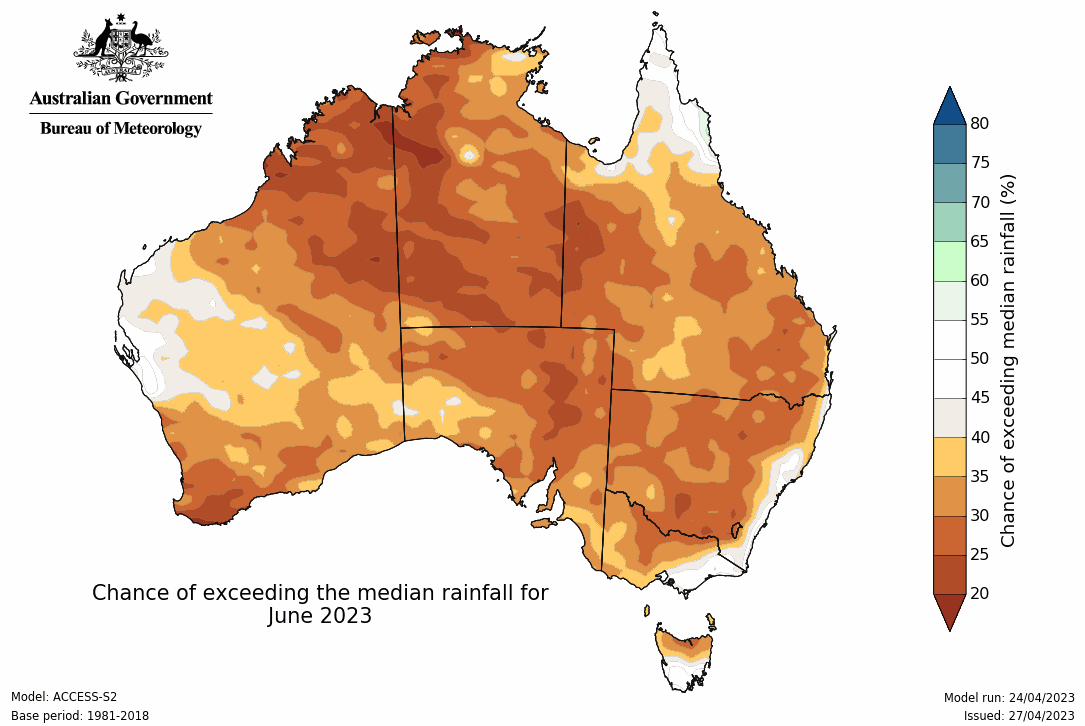 Australian Government
Bureau of Meteorology
80
75
70
65
60
55
50
45
40
35
30
25
20
Chance of exceeding median rainfall (%)
Chance of exceeding the median rainfall for
June 2023
Model: ACCESS-S2
Base period: 1981-2018
Model run: 24/04/2023
Issued: 27/04/2023